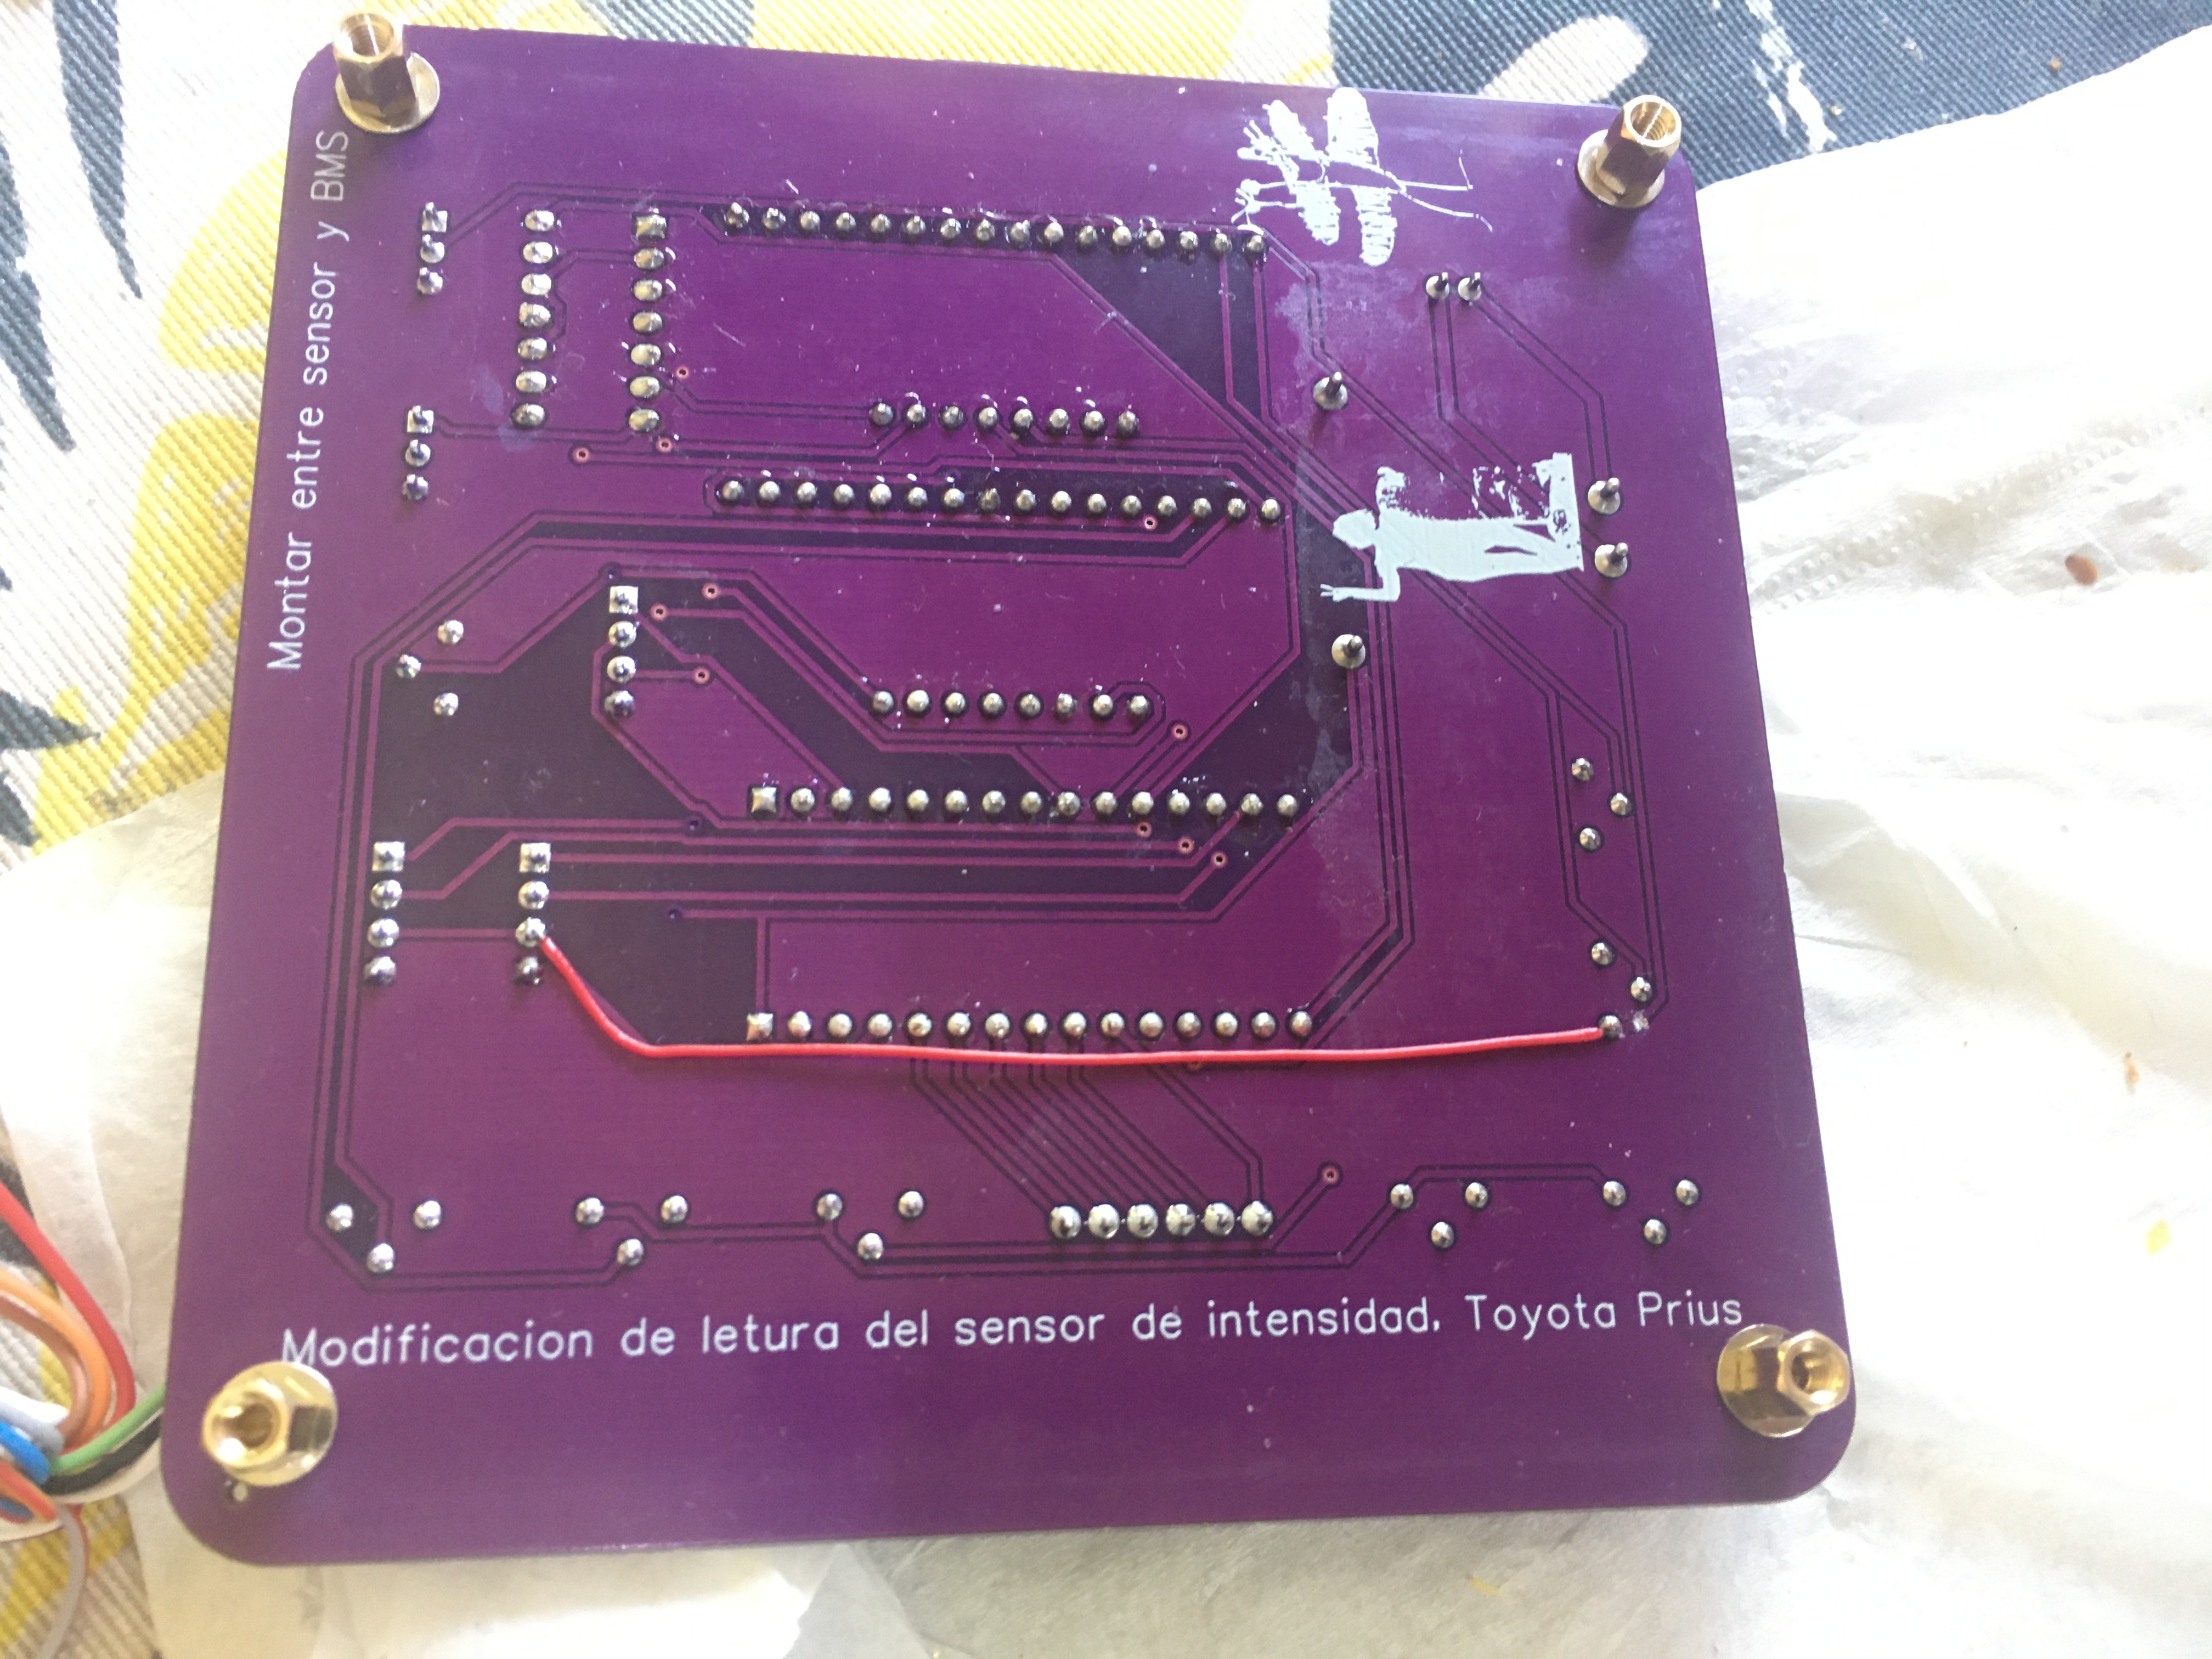 Montar entre sensor y BMS
Modificacion de letura del sensor de intensidad, Toyota Prius